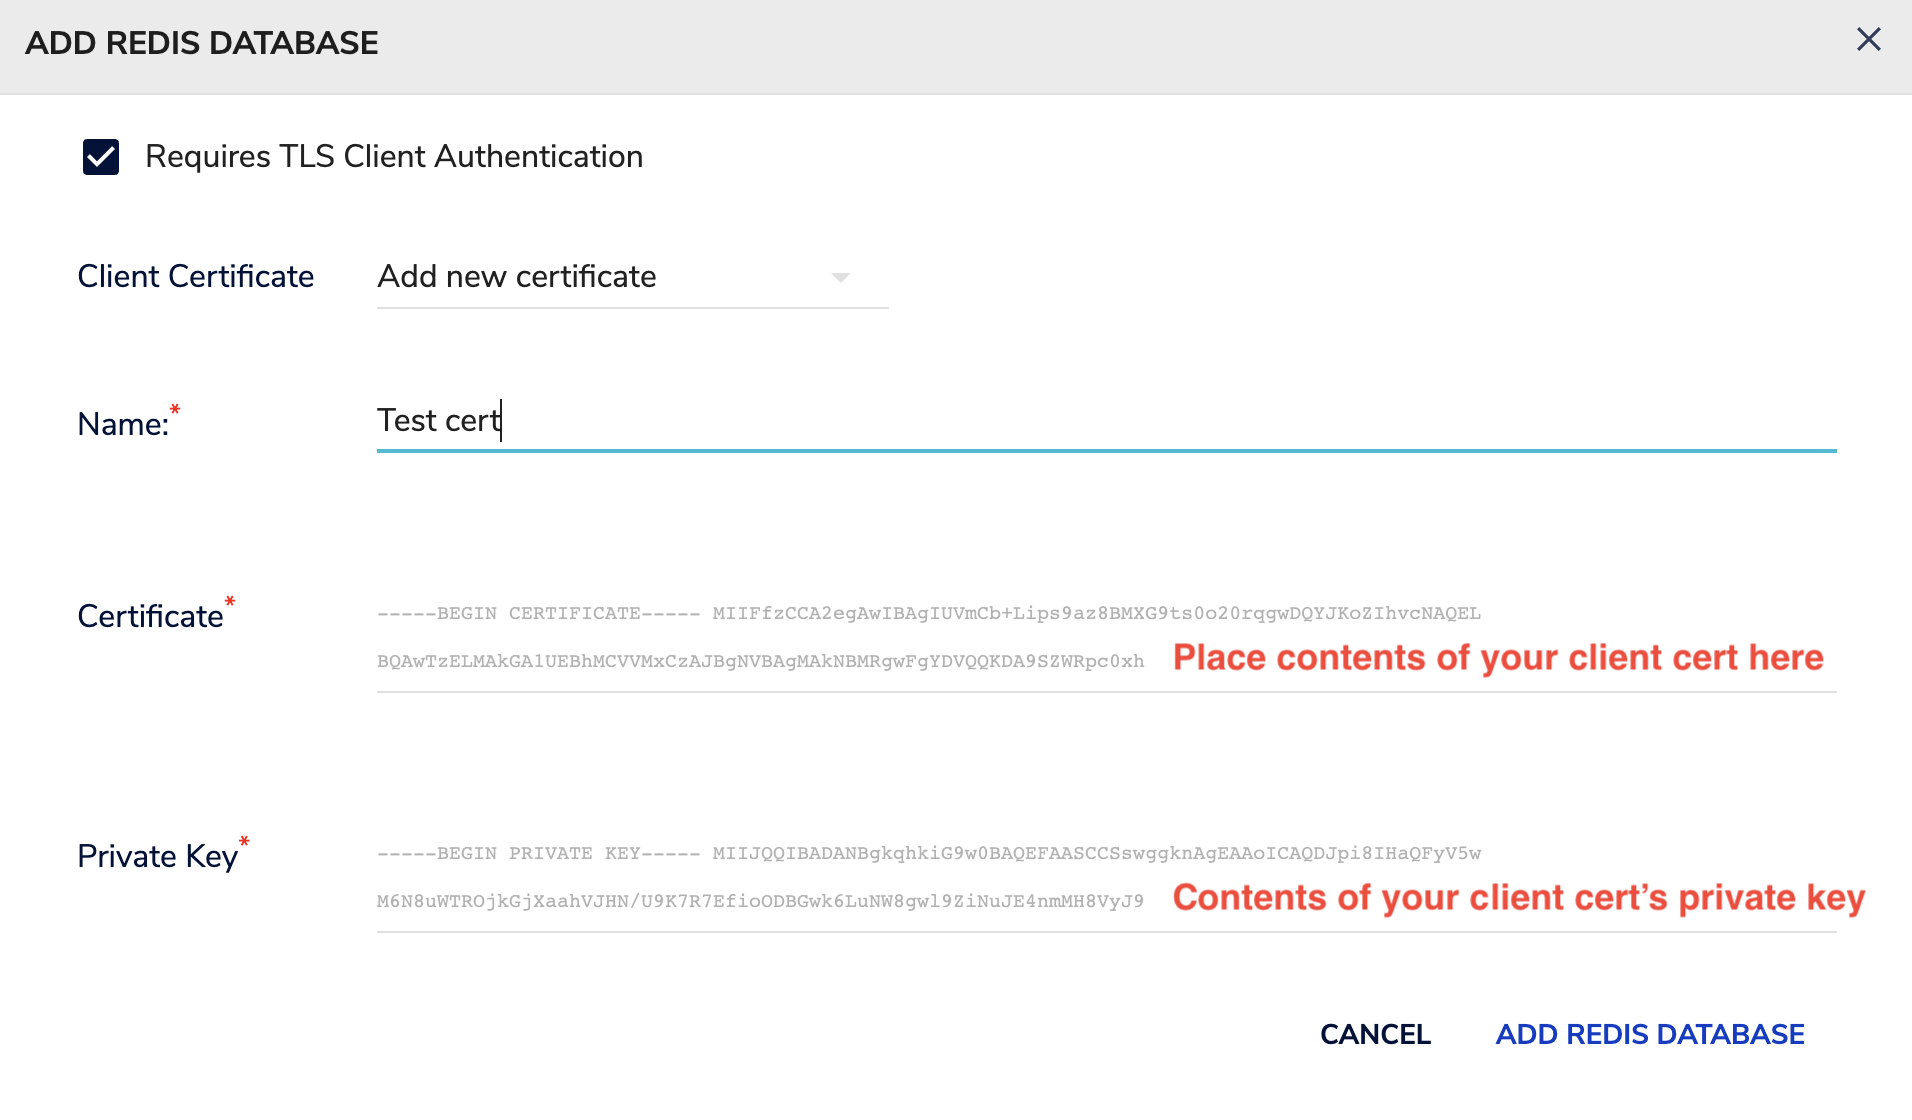 ADD REDIS DATABASE
Requires TLS Client Authentication
Client Certificate Add new certificate
Name:* Test cert
Certificate* -----BEGIN CERTIFICATE----- MIIFfzCCA2egAwIBAgIUVmCb+Lips9az8BMXG9ts0o20rqgwDQYJKoZIhvcNAQEL
BQAwTzELMAkGA1UEBhMCVVMxCzAJBgNVBAgMAkNBMRgwFgYDVQQKDA9SZWRpc0xh Place contents of your client cert here
Private Key* -----BEGIN PRIVATE KEY----- MIIJQQIBADANBgkqhkiG9w0BAQEFAASCCSswggknAgEAAoICAQDJpi8IHaQFyV5w
M6N8uWTROjkGjXaahVJHN/U9K7R7EfioODBGwk6LuNW8gwl9ZiNuJE4nmMH8VyJ9 Contents of your client cert’s private key
CANCEL ADD REDIS DATABASE